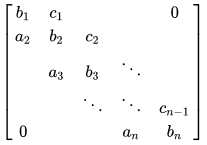 b₁ c₁ 0
a₂ b₂ c₂
a₃ b₃ ⋱
⋱ ⋱ cₙ₋₁
0 aₙ bₙ